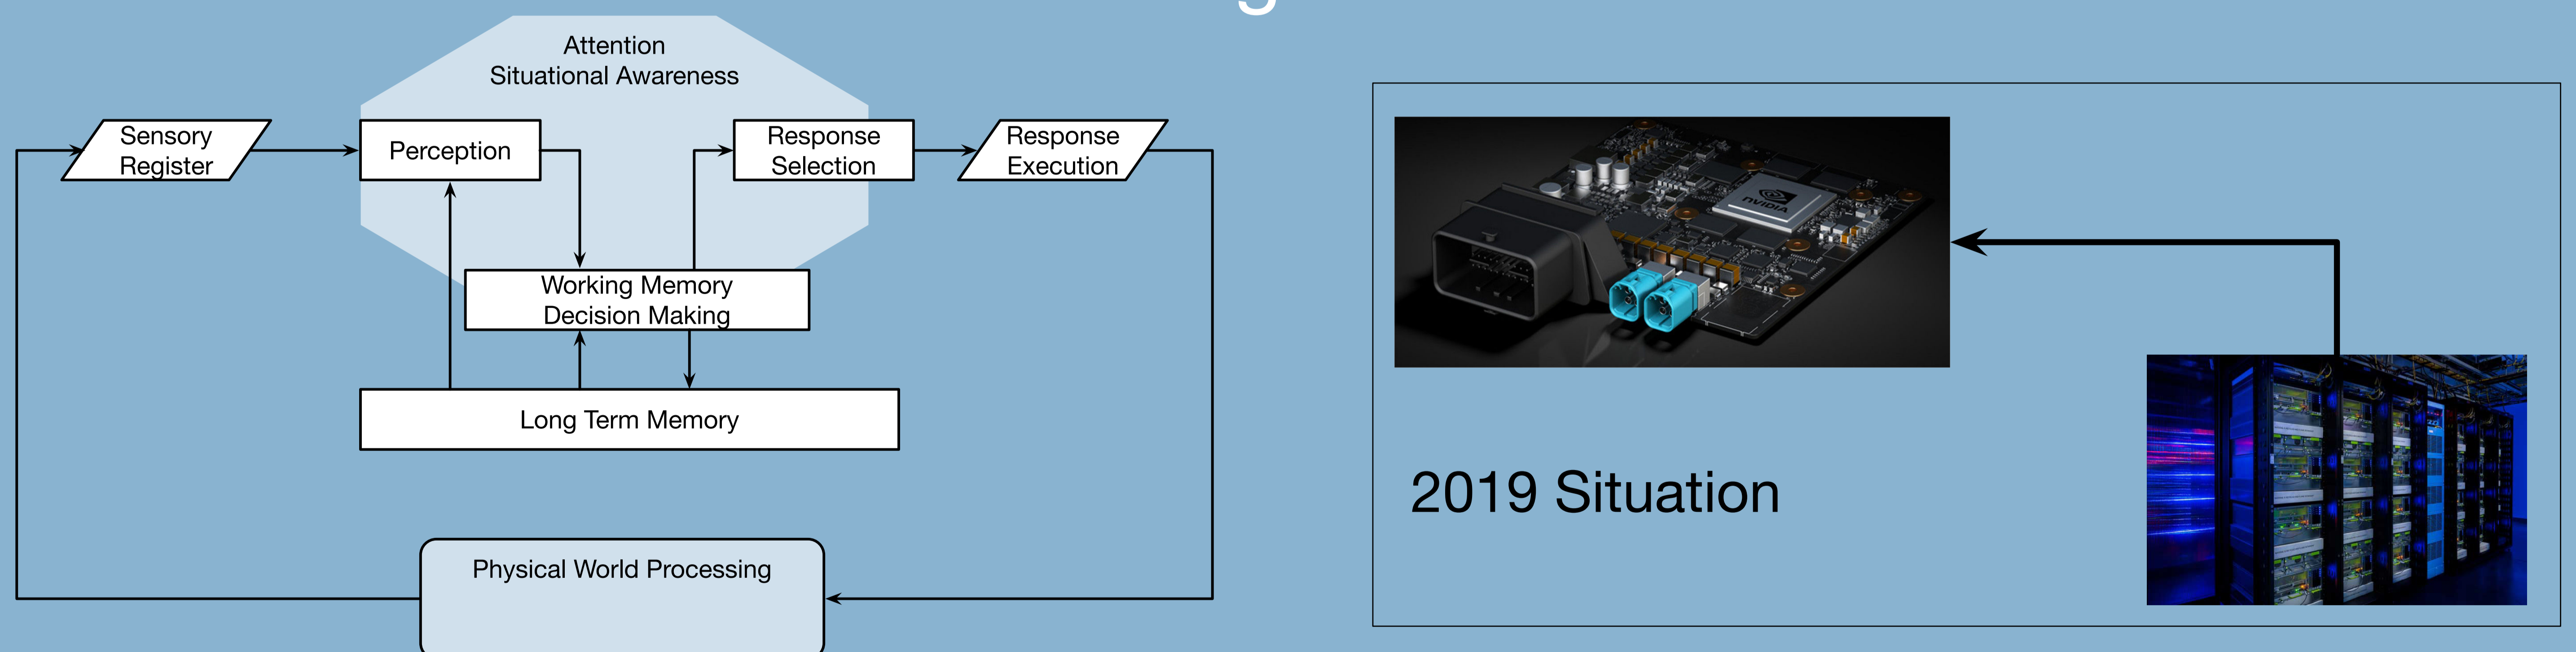 g
Attention
Situational Awareness
Sensory
Register
Perception
Response
Selection
Response
Execution
Working Memory
Decision Making
Long Term Memory
Physical World Processing
NVIDIA
2019 Situation